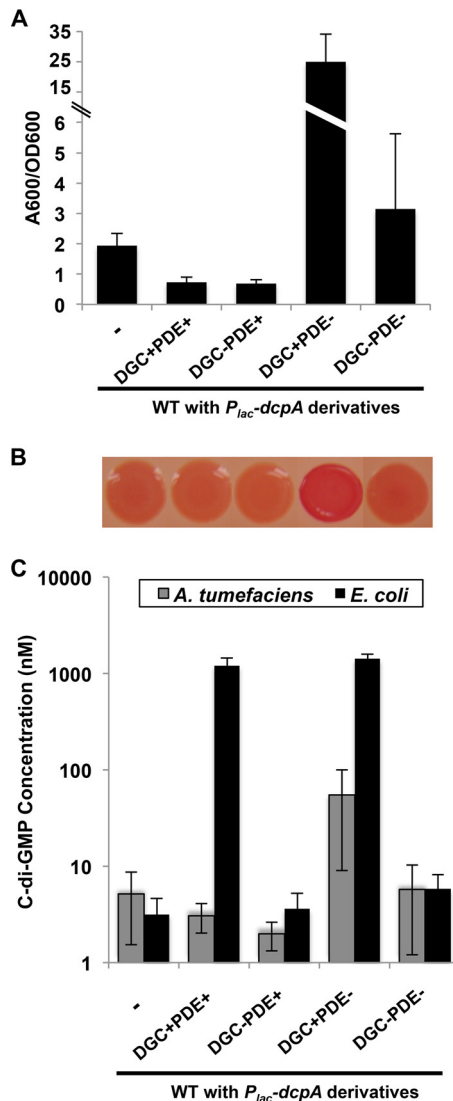 A
A600/OD600
35
25
15
6
5
4
3
2
1
0
-
DGC+PDE+
DGC-PDE+
DGC+PDE-
DGC-PDE-
WT with Plac-dcpA derivatives
B
C
C-di-GMP Concentration (nM)
10000
1000
100
10
1
A. tumefaciens E. coli
-
DGC+PDE+
DGC-PDE+
DGC+PDE-
DGC-PDE-
WT with Plac-dcpA derivatives